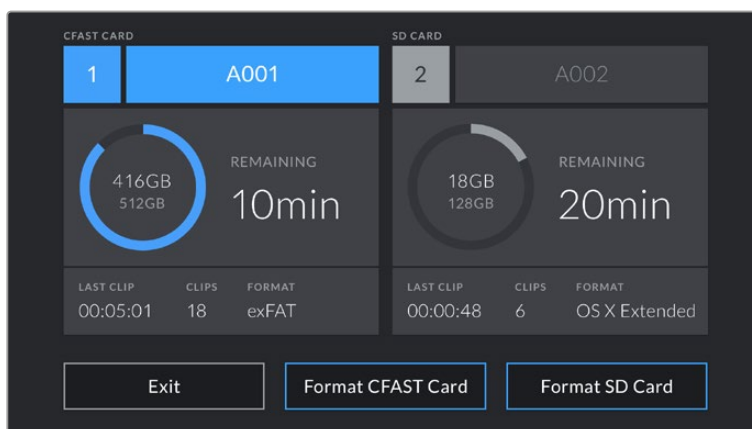 CFAST CARD
1 A001
416GB
512GB
REMAINING
10min
LAST CLIP CLIPS FORMAT
00:05:01 18 exFAT
SD CARD
2 A002
18GB
128GB
REMAINING
20min
LAST CLIP CLIPS FORMAT
00:00:48 6 OS X Extended
Exit
Format CFAST Card
Format SD Card